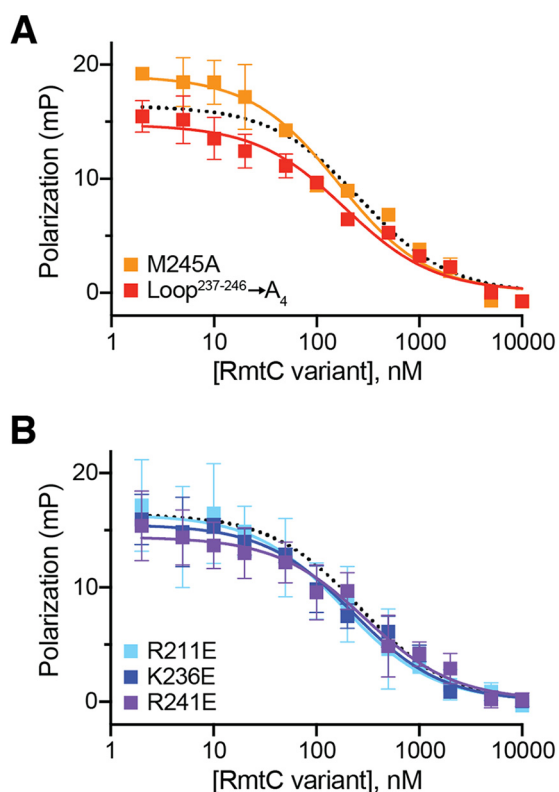 A
Polarization (mP)
20
10
0
M245A
Loop²³⁷⁻²⁴⁶→A₄
1 10 100 1000 10000
[RmtC variant], nM
B
Polarization (mP)
20
10
0
R211E
K236E
R241E
1 10 100 1000 10000
[RmtC variant], nM